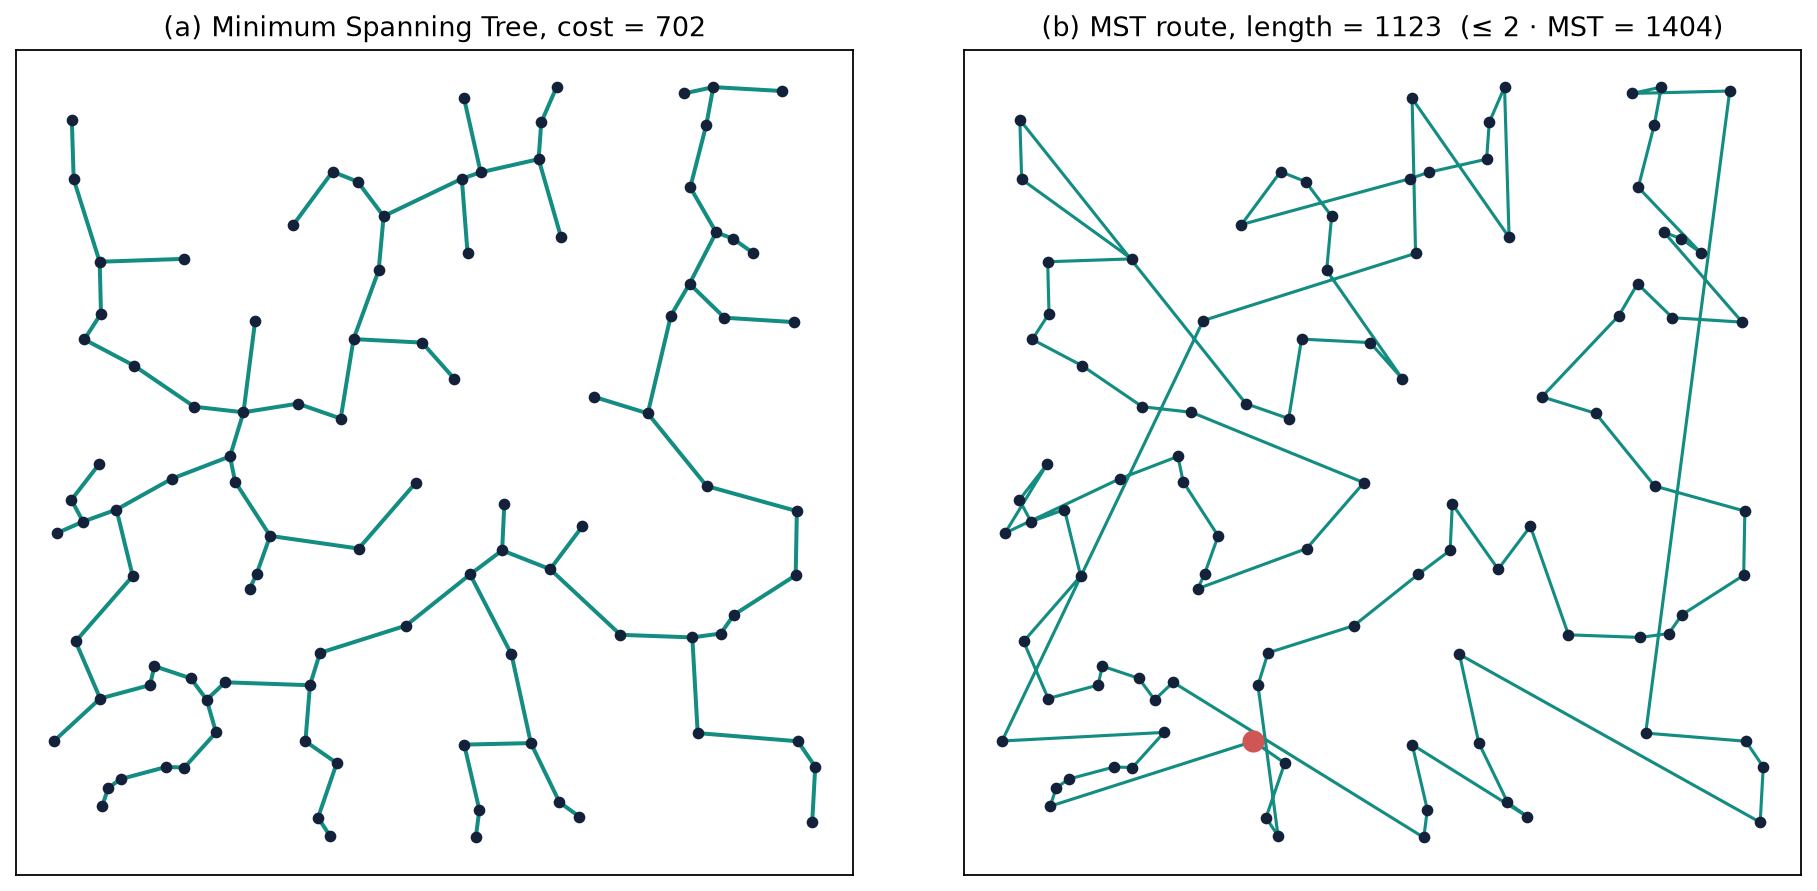 (a) Minimum Spanning Tree, cost = 702
(b) MST route, length = 1123 (≤ 2 · MST = 1404)